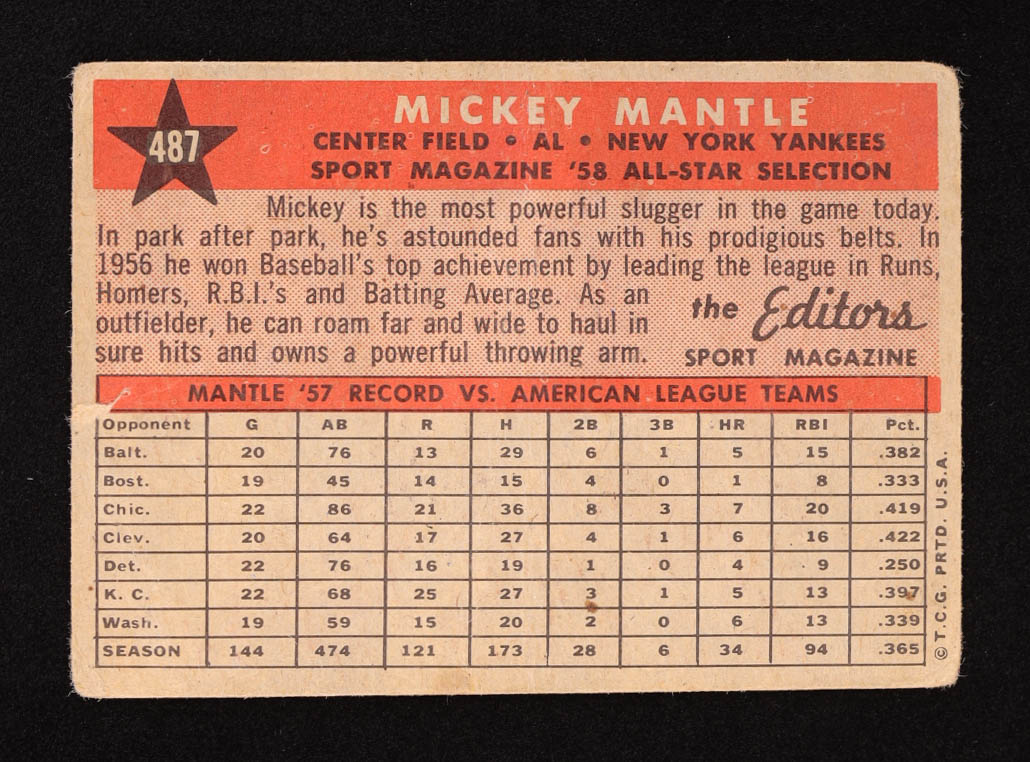 487
MICKEY MANTLE
CENTER FIELD • AL • NEW YORK YANKEES
SPORT MAGAZINE '58 ALL-STAR SELECTION
Mickey is the most powerful slugger in the game today.
In park after park, he's astounded fans with his prodigious belts. In
1956 he won Baseball's top achievement by leading the league in Runs,
Homers, R.B.I.'s and Batting Average. As an
outfielder, he can roam far and wide to haul in
sure hits and owns a powerful throwing arm.
the Editors
SPORT MAGAZINE
MANTLE '57 RECORD VS. AMERICAN LEAGUE TEAMS
Opponent G AB R H 2B 3B HR RBI Pct.
Balt. 20 76 13 29 6 1 5 15 .382
Bost. 19 45 14 15 4 0 1 8 .333
Chic. 22 86 21 36 8 3 7 20 .419
Clev. 20 64 17 27 4 1 6 16 .422
Det. 22 76 16 19 1 0 4 9 .250
K. C. 22 68 25 27 3 1 5 13 .397
Wash. 19 59 15 20 2 0 6 13 .339
SEASON 144 474 121 173 28 6 34 94 .365
© T.C.G. PRTD. U.S.A.